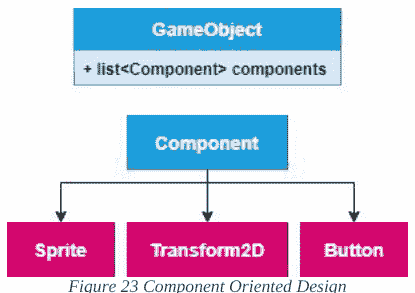 GameObject
+ list<Component> components
Component
Sprite
Transform2D
Button
Figure 23 Component Oriented Design